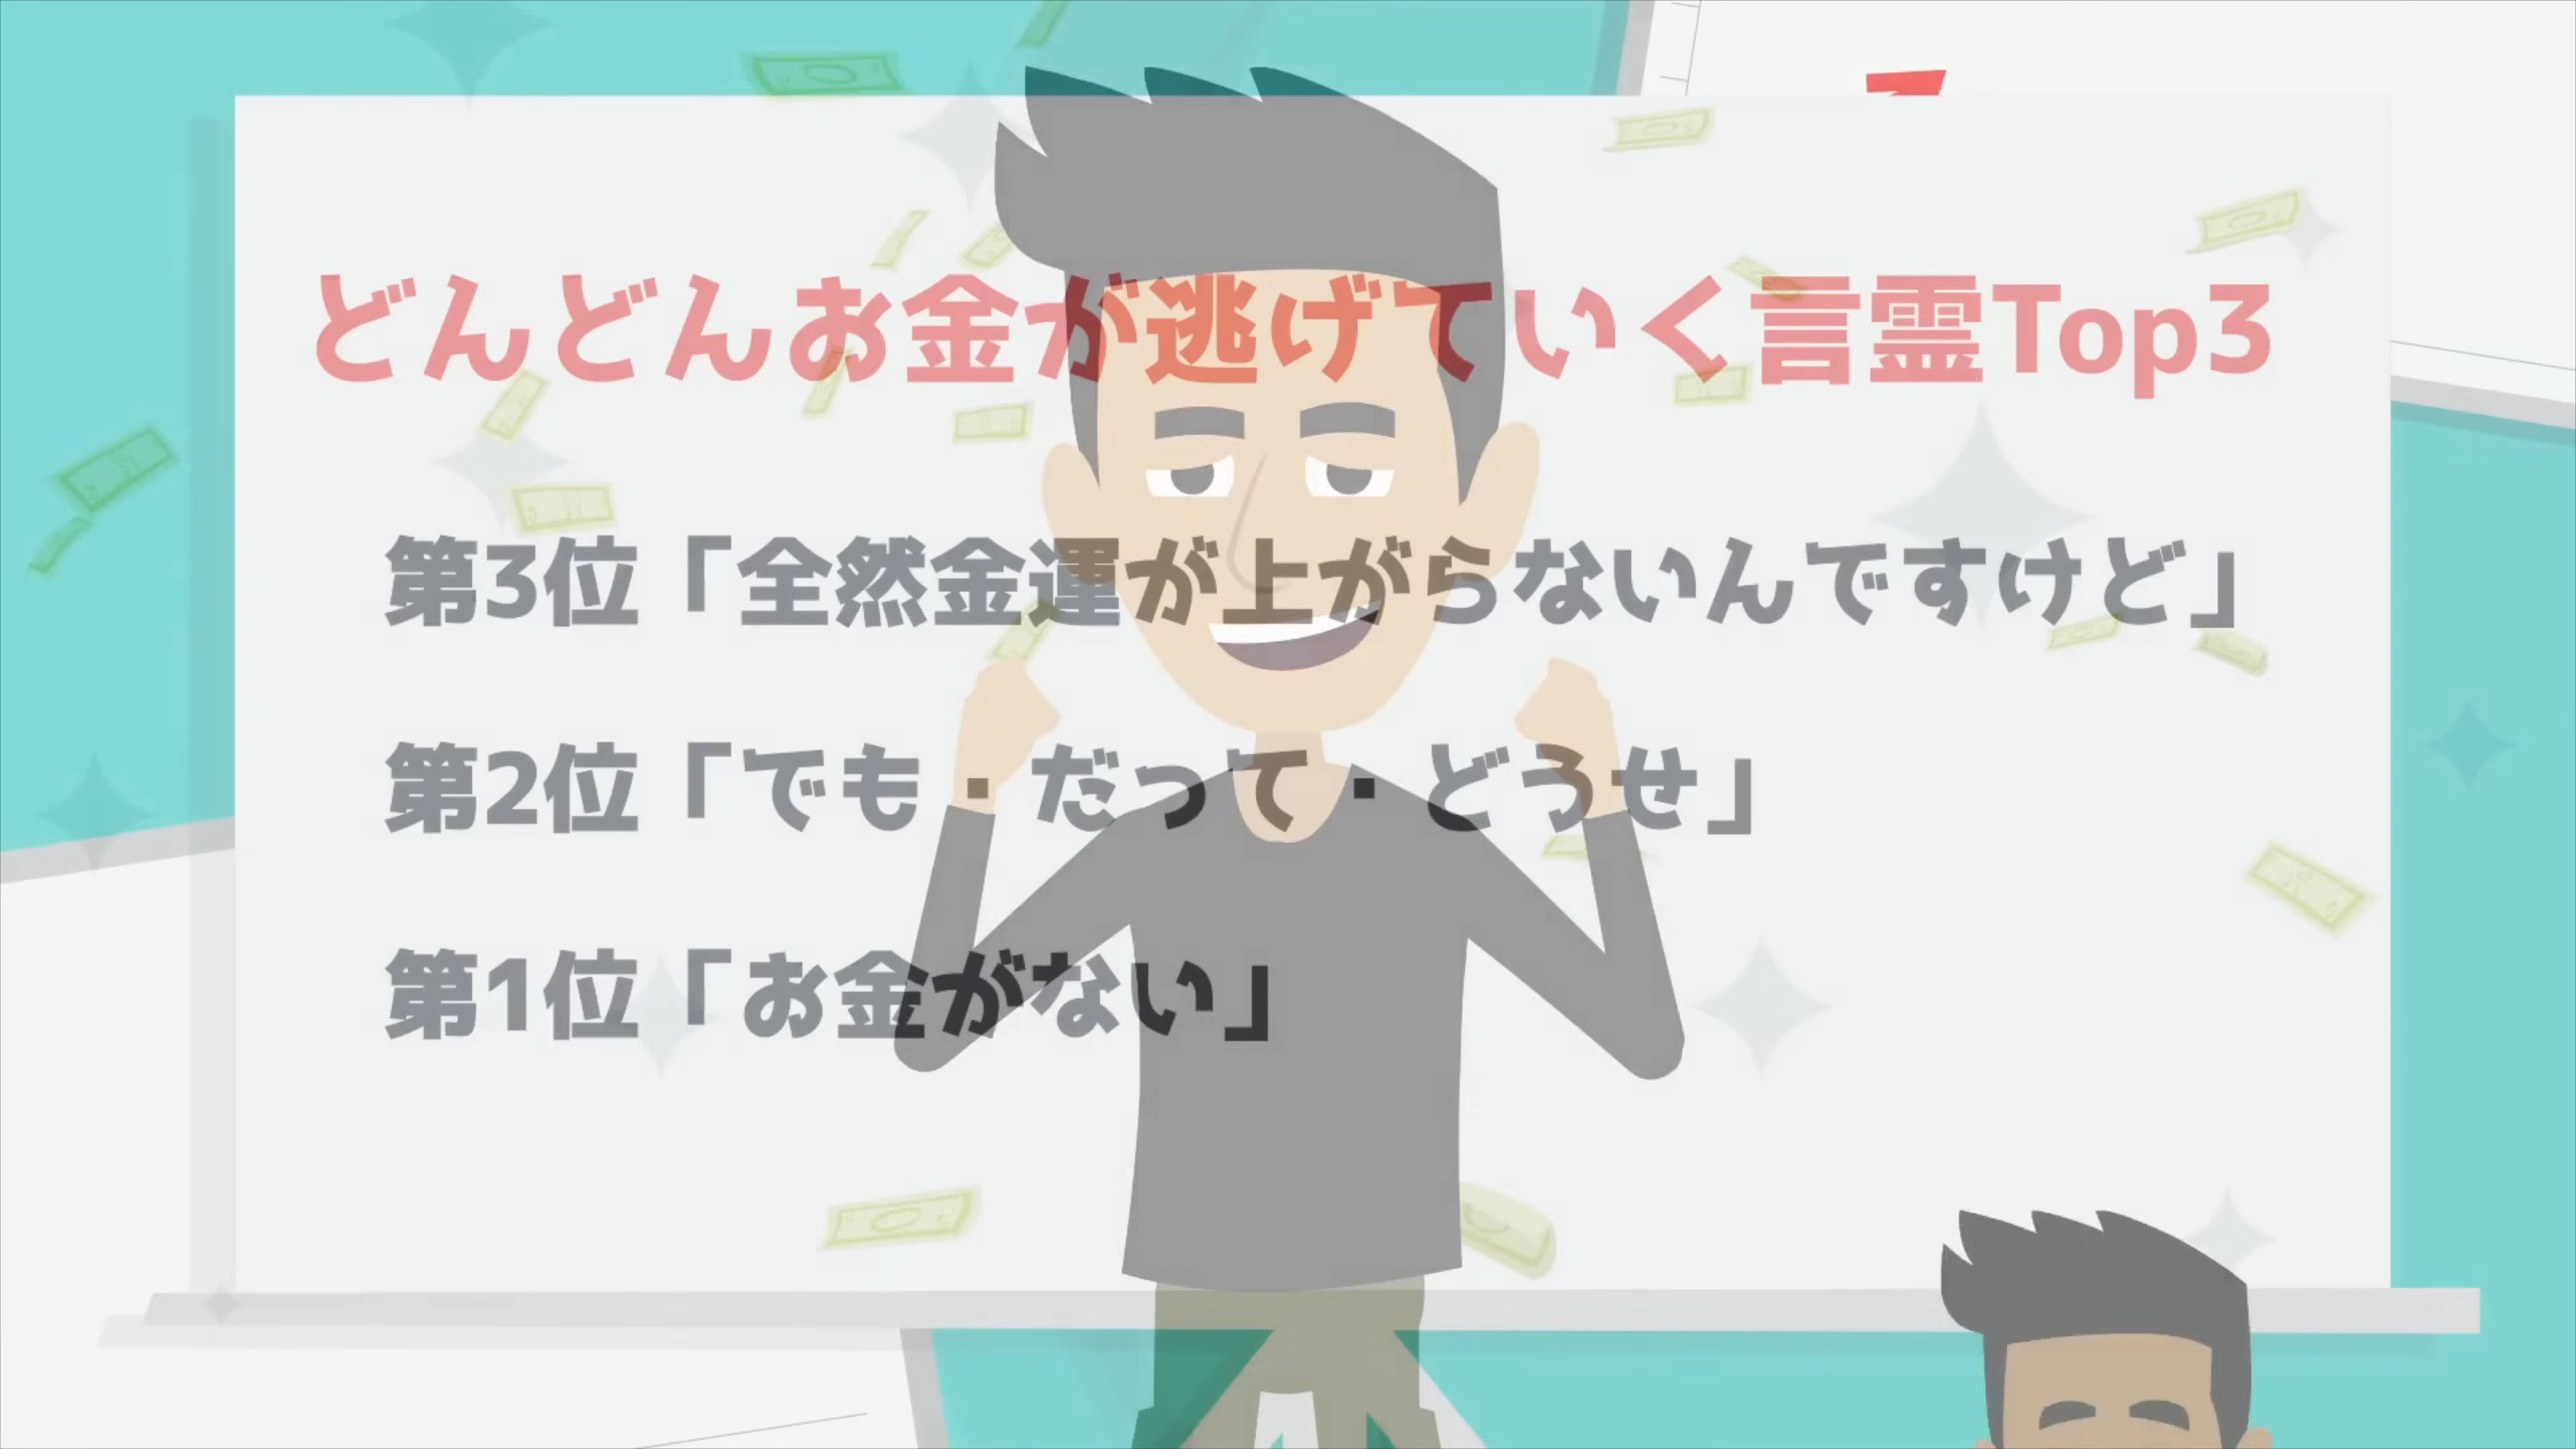 どんどんお金が逃げていく言霊Top3
第3位「全然金運が上がらないんですけど」
第2位「でも・だって・どうせ」
第1位「お金がない」